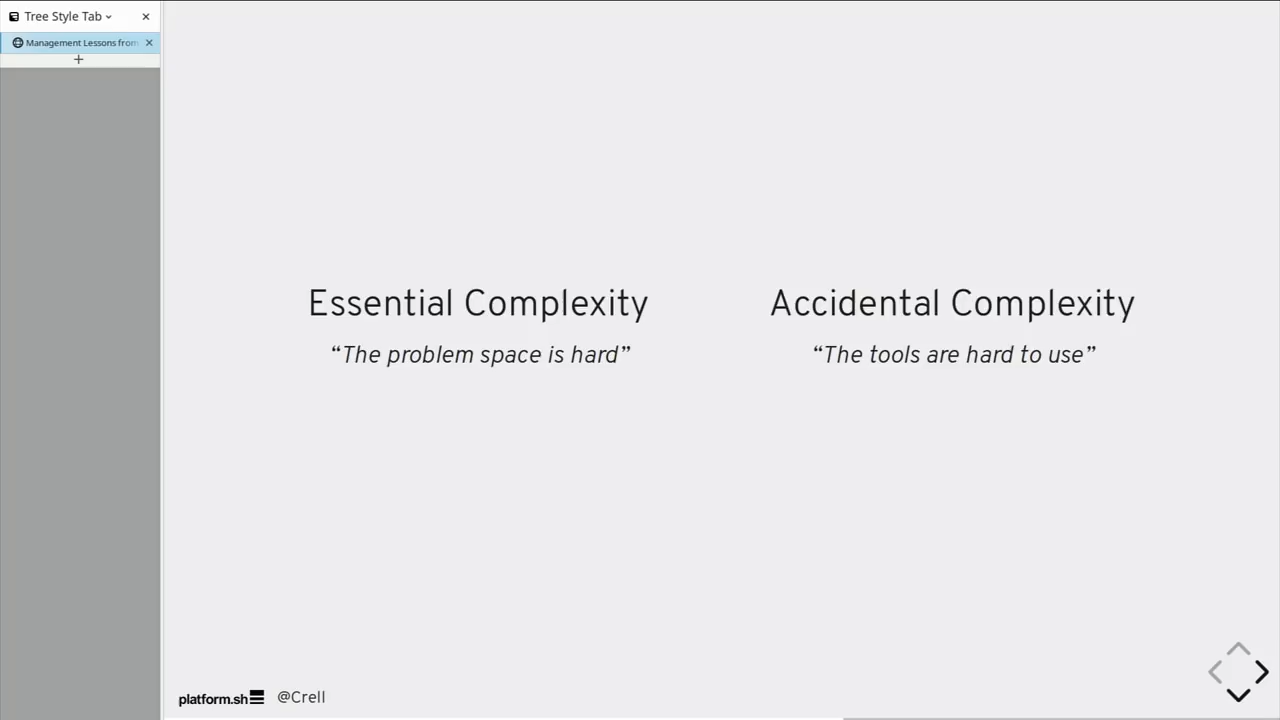 Tree Style Tab
Management Lessons from
Essential Complexity
Accidental Complexity
“The problem space is hard”
“The tools are hard to use”
platform.sh @Crell